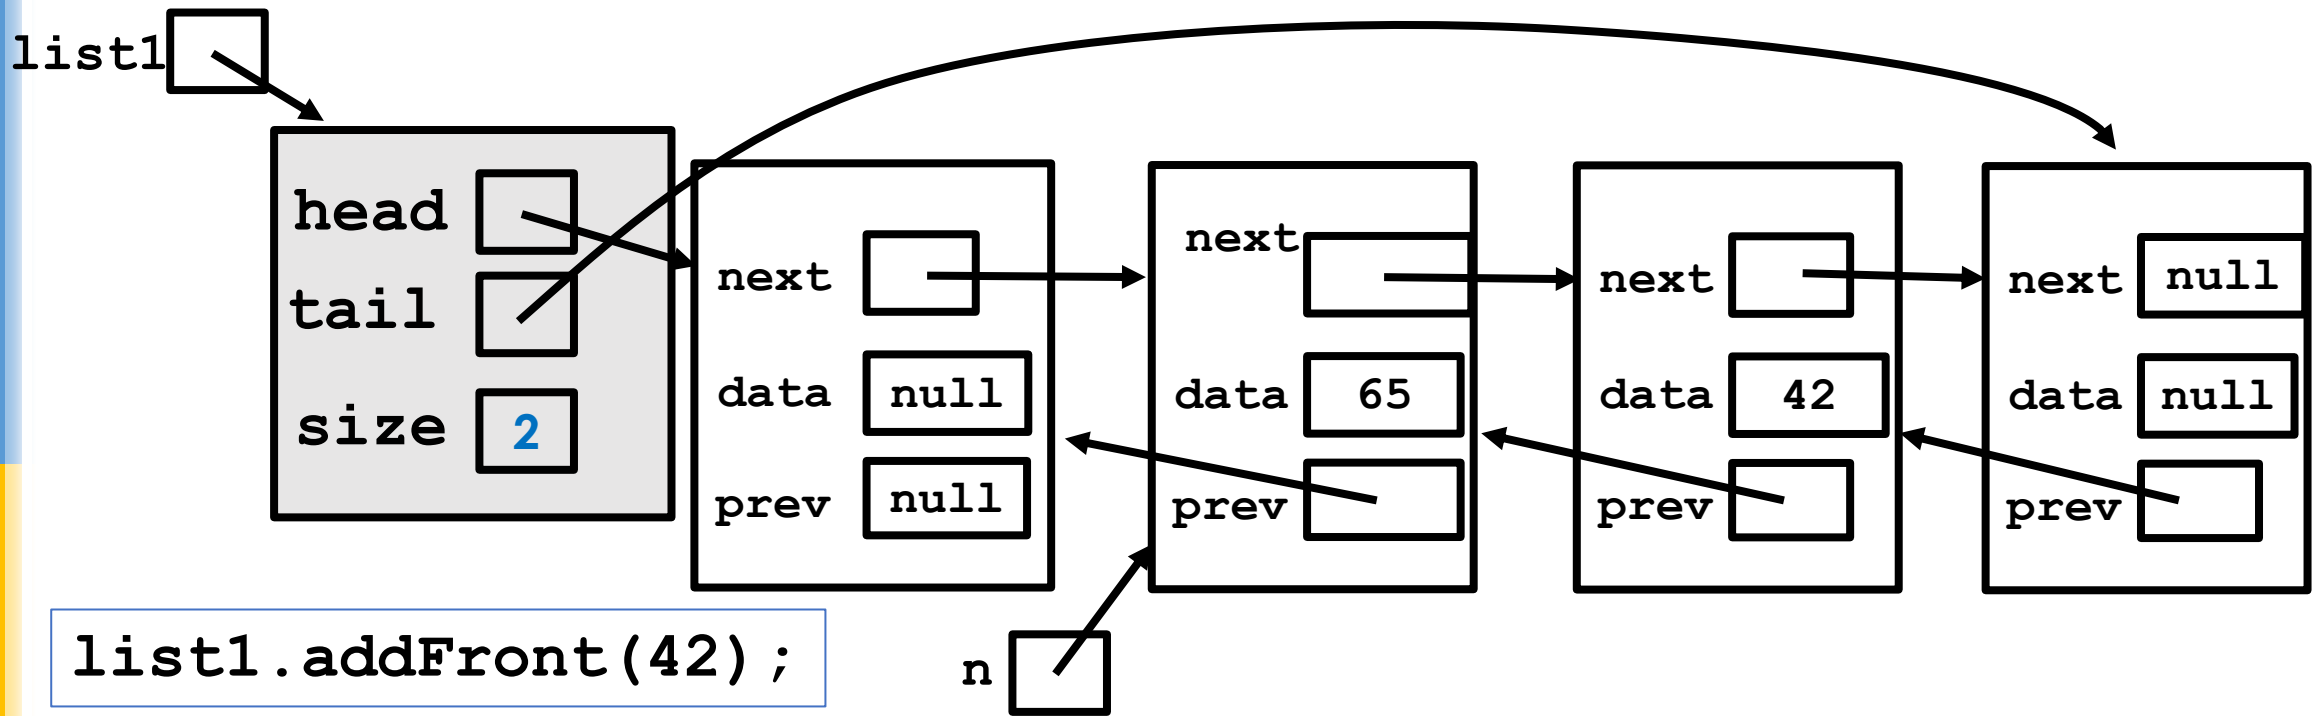 list1
head
tail
size 2
next
data null
prev null
next
data 65
prev
next
data 42
prev
next null
data null
prev
list1.addFront(42);
n